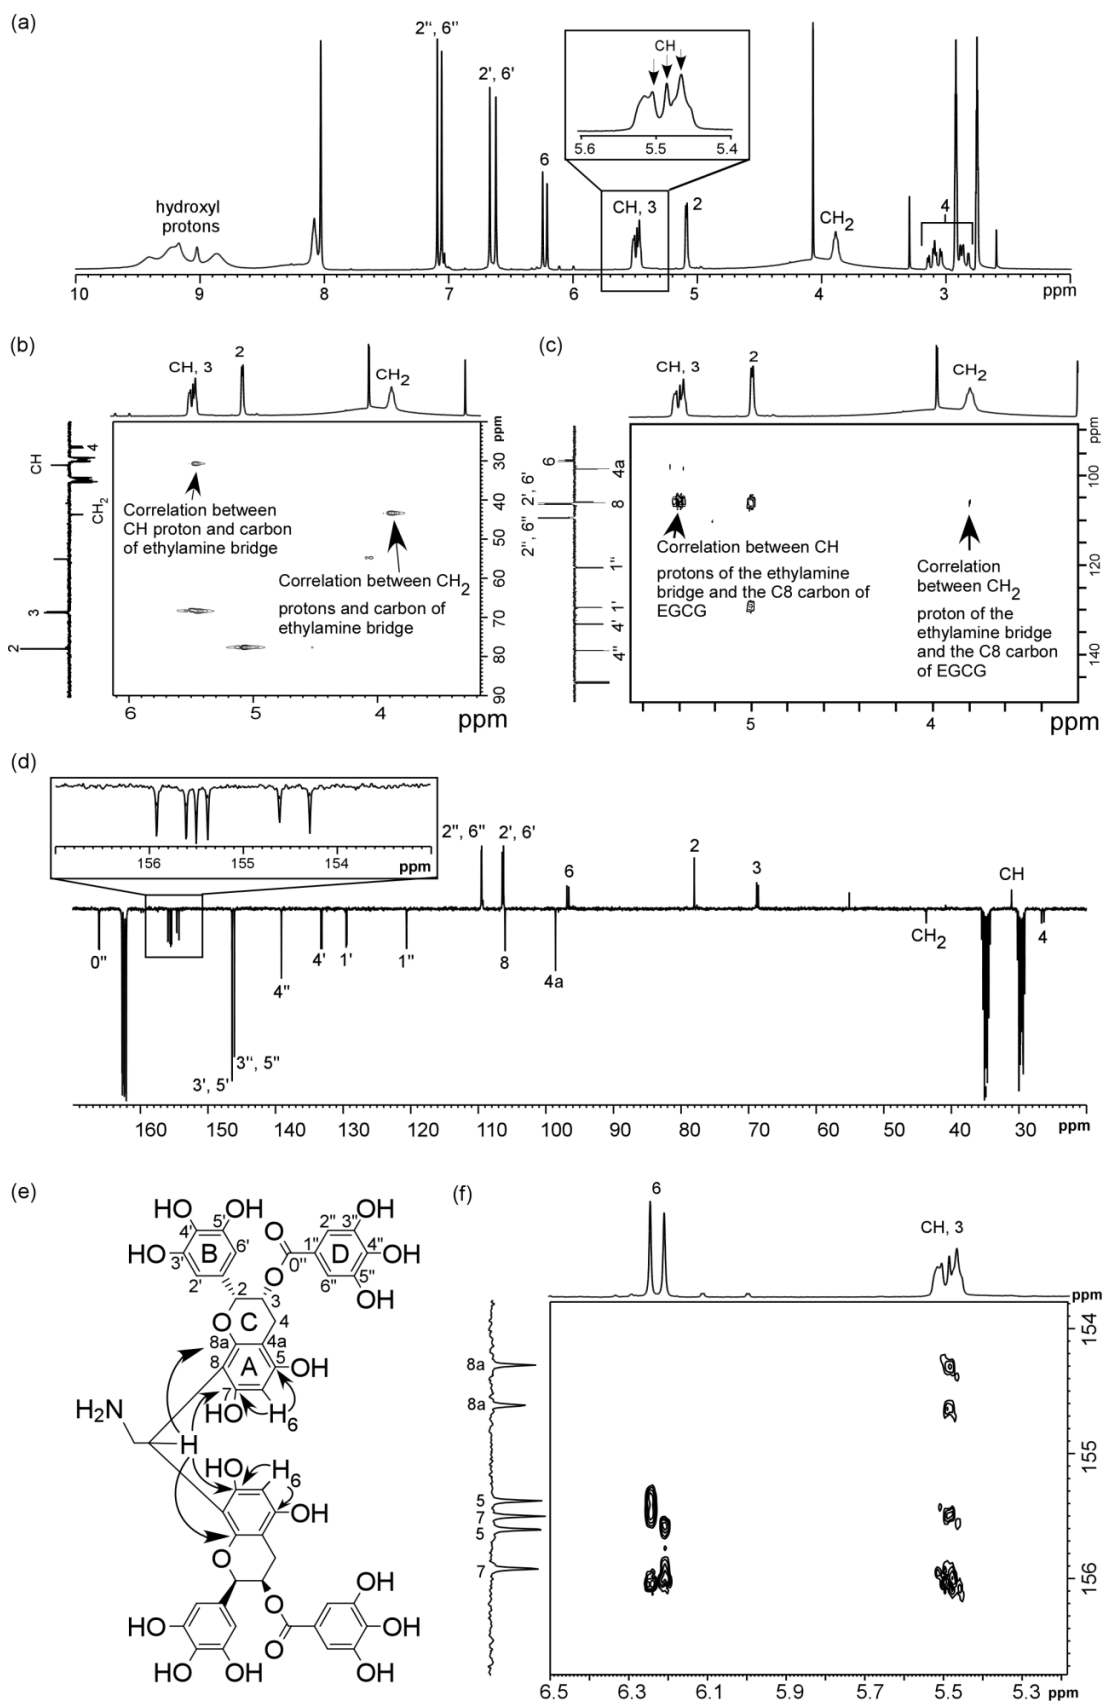 (a)
2'', 6''
2', 6'
CH
5.6 5.5 5.4
6
hydroxyl
protons
CH, 3
2
CH2
4
10 9 8 7 6 5 4 3 ppm
(b)
CH, 3
2
CH2
ppm
4
CH
CH2
3
2
30
40
50
60
70
80
90
Correlation between
CH proton and carbon
of ethylamine bridge
Correlation between CH2
protons and carbon of
ethylamine bridge
6 5 4
ppm
(c)
CH, 3
2
CH2
ppm
6
4a
2', 6'
8
2'', 6''
1''
1'
4'
4''
100
120
140
Correlation between CH
protons of the ethylamine
bridge and the C8 carbon of
EGCG
Correlation
between CH2
proton of the
ethylamine bridge
and the C8 carbon
of EGCG
5 4 ppm
(d)
156 155 154 ppm
2'', 6''
2', 6'
6
2
3
CH
0''
3', 5'
3'', 5''
4''
4'
1'
1''
8
4a
CH2
4
160 150 140 130 120 110 100 90 80 70 60 50 40 30 ppm
(e)
HO OH
5'
4'
HO 3' B 6'
2'
O
O
0''
1'' 2'' 3'' OH
D 4'' OH
6'' 5''
OH
2
3
O C 4
8a 4a
8 A 5 OH
7
HO H 6
H2N
H
HO H 6
OH
O
O
O
OH
OH
OH
HO
HO OH
(f)
6
CH, 3
ppm
8a
8a
5
7
5
7
154
155
156
6.5 6.3 6.1 5.9 5.7 5.5 5.3 ppm